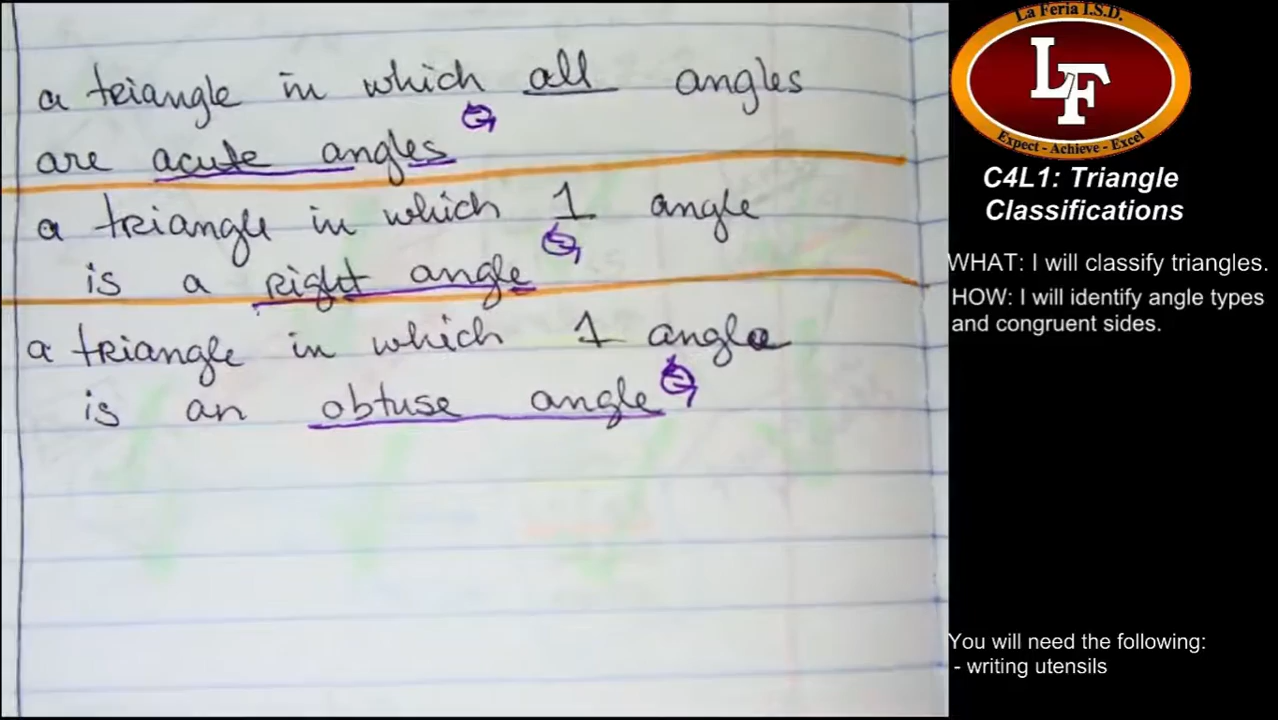 a triangle in which all angles
are acute angles
a triangle in which 1 angle
is a right angle
a triangle in which 1 angle
is an obtuse angle
La Feria I.S.D.
LF
Expect - Achieve - Excel
C4L1: Triangle
Classifications
WHAT: I will classify triangles.
HOW: I will identify angle types
and congruent sides.
You will need the following:
- writing utensils